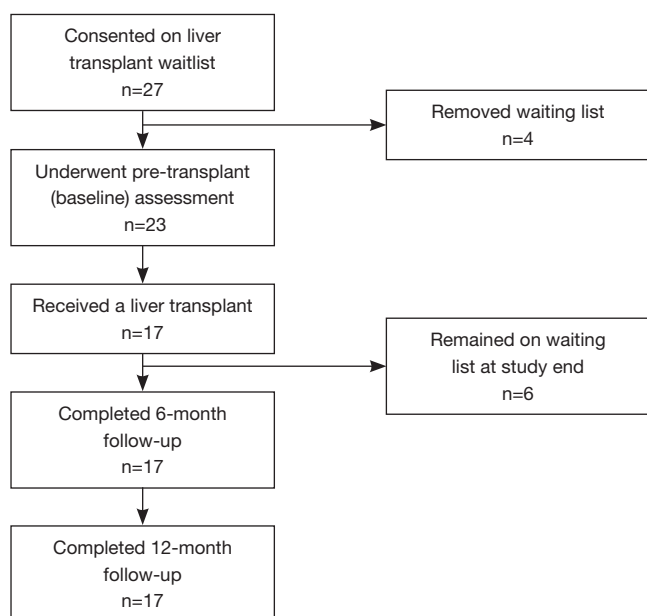 Consented on liver
transplant waitlist
n=27
Removed waiting list
n=4
Underwent pre-transplant
(baseline) assessment
n=23
Received a liver transplant
n=17
Remained on waiting
list at study end
n=6
Completed 6-month
follow-up
n=17
Completed 12-month
follow-up
n=17